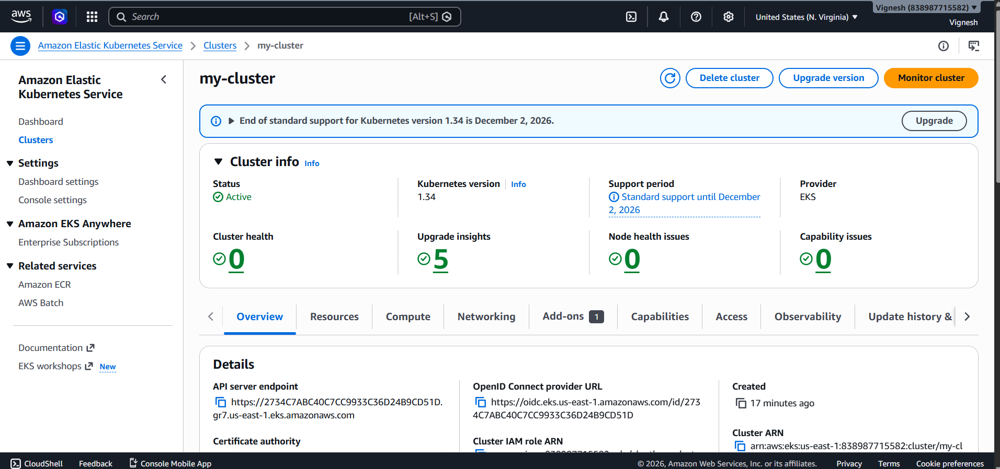 aws
Search [Alt+S]
United States (N. Virginia)
Vignesh (838987715582)
Vignesh
Amazon Elastic Kubernetes Service
Clusters
my-cluster
Amazon Elastic
Kubernetes Service
Dashboard
Clusters
Settings
Dashboard settings
Console settings
Amazon EKS Anywhere
Enterprise Subscriptions
Related services
Amazon ECR
AWS Batch
Documentation
EKS workshops New
my-cluster
Delete cluster
Upgrade version
Monitor cluster
End of standard support for Kubernetes version 1.34 is December 2, 2026.
Upgrade
Cluster info Info
Status
Active
Kubernetes version Info
1.34
Support period
Standard support until December
2, 2026
Provider
EKS
Cluster health
0
Upgrade insights
5
Node health issues
0
Capability issues
0
Overview
Resources
Compute
Networking
Add-ons 1
Capabilities
Access
Observability
Update history &
Details
API server endpoint
https://2734C7ABC40C7CC9933C36D24B9CD51D.
gr7.us-east-1.eks.amazonaws.com
Certificate authority
OpenID Connect provider URL
https://oidc.eks.us-east-1.amazonaws.com/id/273
4C7ABC40C7CC9933C36D24B9CD51D
Cluster IAM role ARN
Created
17 minutes ago
Cluster ARN
arn:aws:eks:us-east-1:838987715582:cluster/my-cl
CloudShell
Feedback
Console Mobile App
© 2026, Amazon Web Services, Inc. or its affiliates.
Privacy
Terms
Cookie preferences